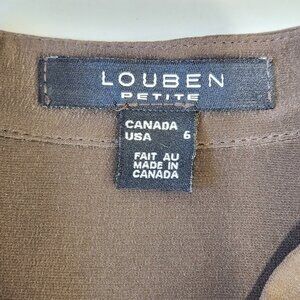 LOUBEN
PETITE
CANADA
USA 6
FAIT AU
MADE IN
CANADA